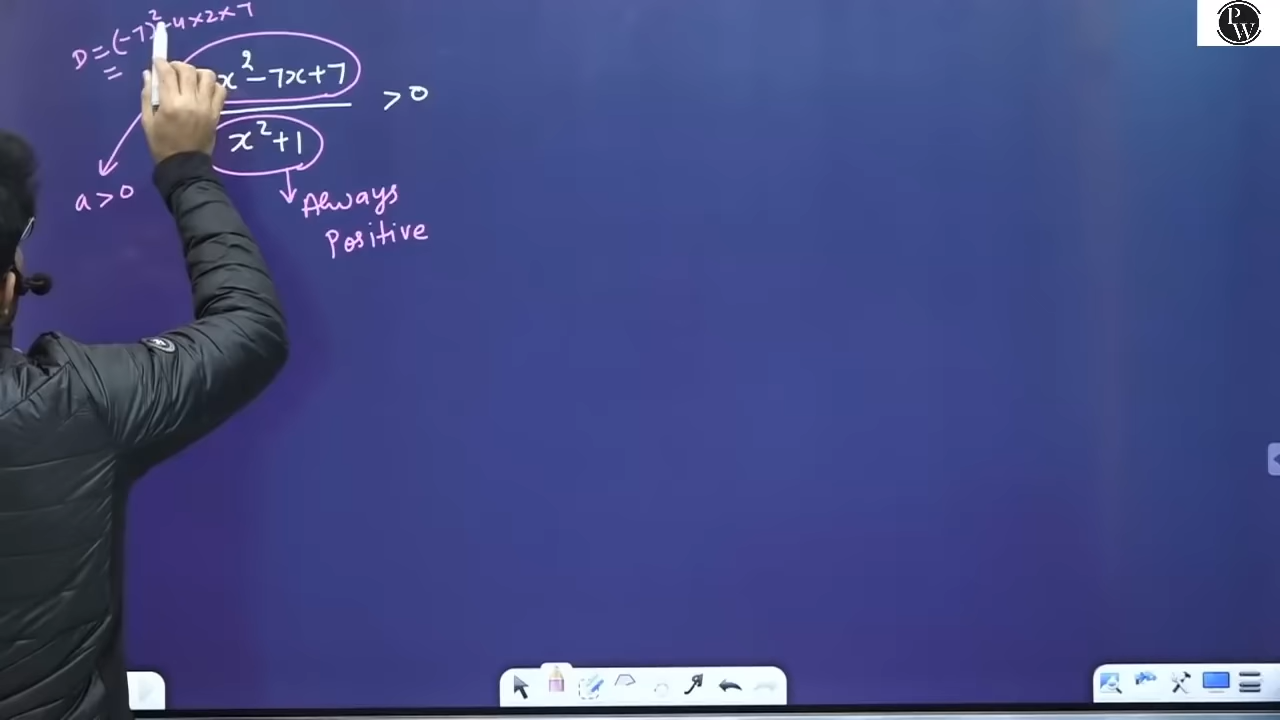 D = (-7)² - 4 × 2 × 7
=
x² - 7x + 7
> 0
x² + 1
a > 0
Always
Positive
P
W